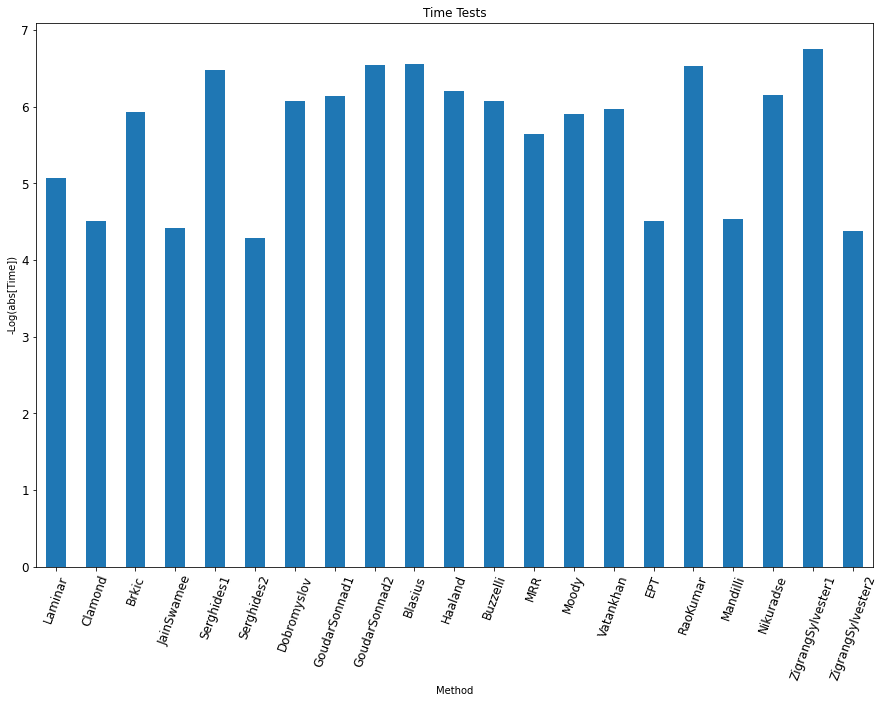 Time Tests
7
6
5
4
3
2
1
0
-Log(abs[Time])
Laminar
Clamond
Brkic
JainSwamee
Serghides1
Serghides2
Dobromyslov
GoudarSonnad1
GoudarSonnad2
Blasius
Haaland
Buzzelli
MRR
Moody
Vatankhan
EPT
RaoKumar
Mandilli
Nikuradse
ZigrangSylvester1
ZigrangSylvester2
Method